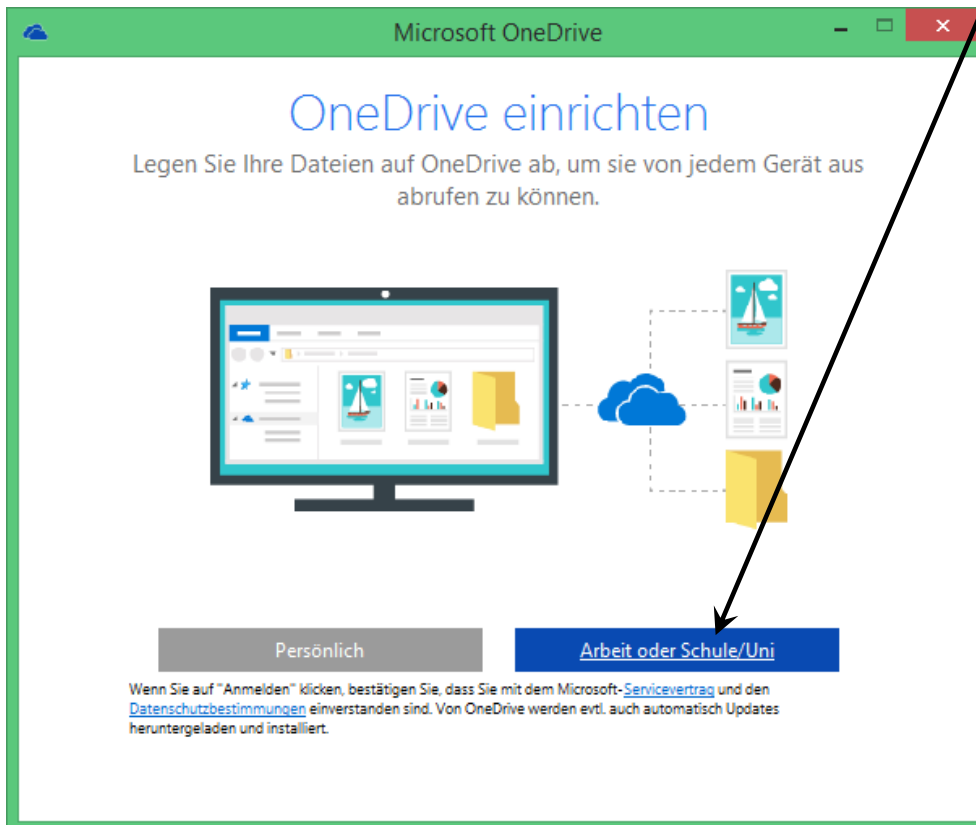 Microsoft OneDrive
OneDrive einrichten
Legen Sie Ihre Dateien auf OneDrive ab, um sie von jedem Gerät aus
abrufen zu können.
Persönlich
Arbeit oder Schule/Uni
Wenn Sie auf "Anmelden" klicken, bestätigen Sie, dass Sie mit dem Microsoft-Servicevertrag und den
Datenschutzbestimmungen einverstanden sind. Von OneDrive werden evtl. auch automatisch Updates
heruntergeladen und installiert.